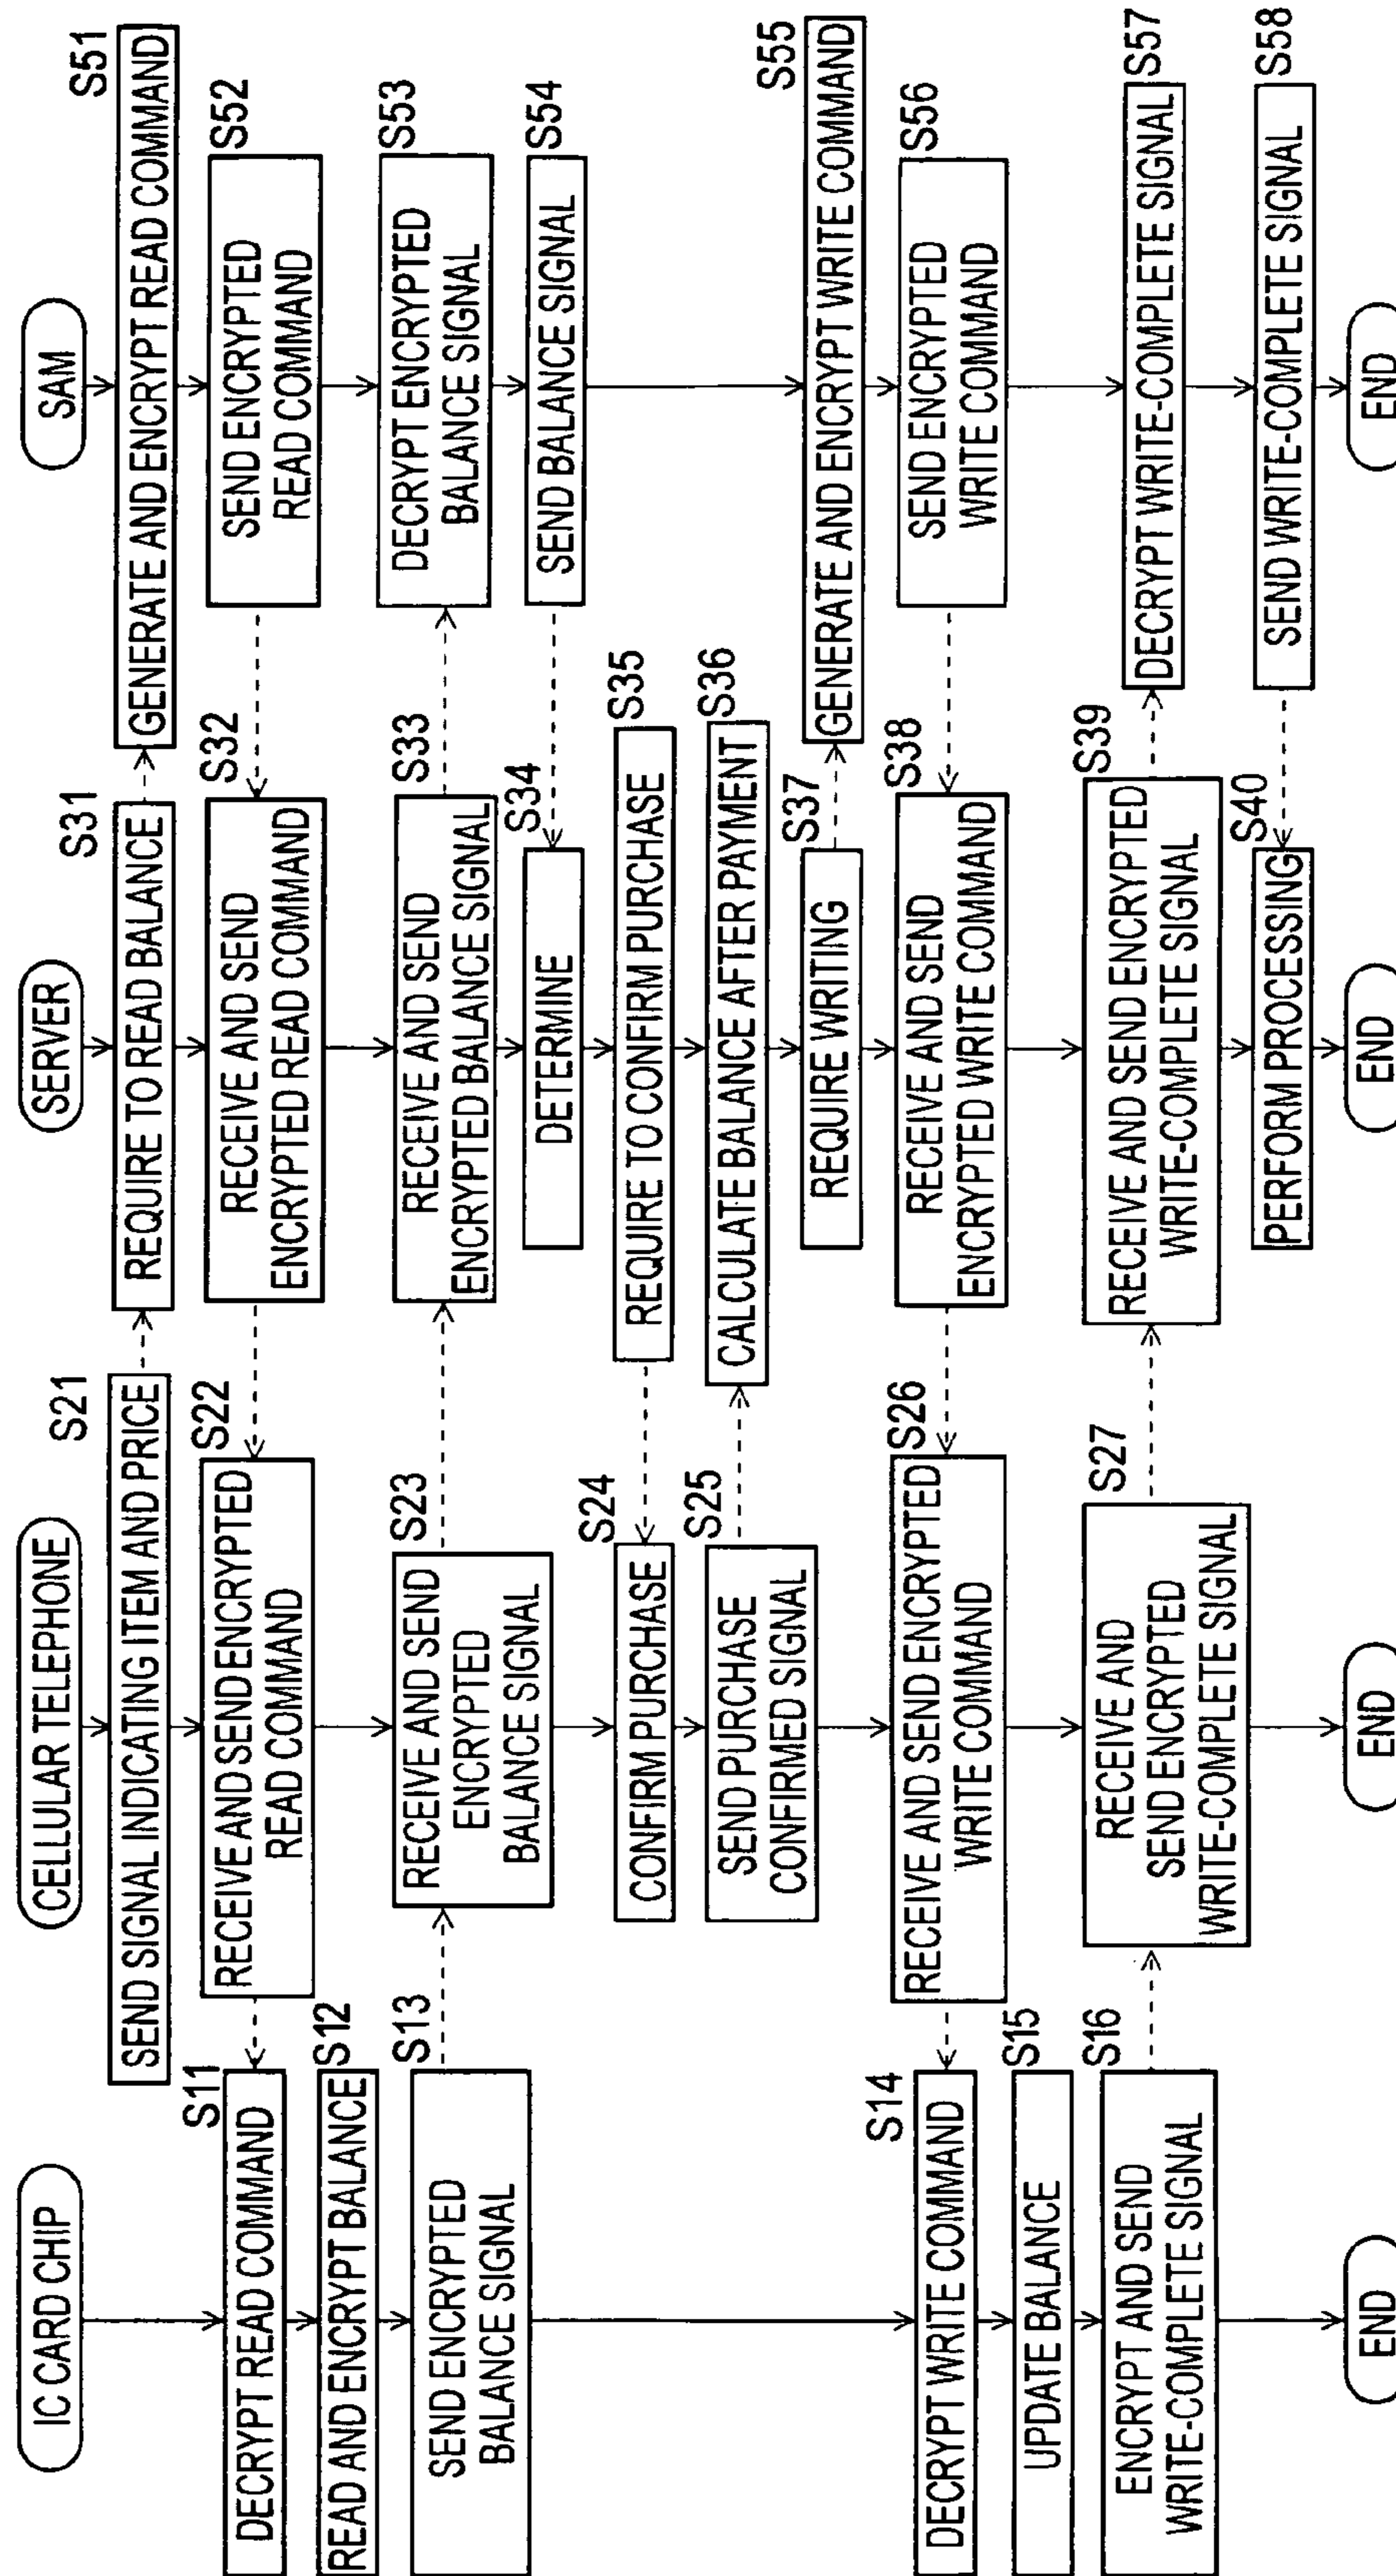 IC CARD CHIP
S11
DECRYPT READ COMMAND
S12
READ AND ENCRYPT BALANCE
S13
SEND ENCRYPTED
BALANCE SIGNAL
S14
DECRYPT WRITE COMMAND
S15
UPDATE BALANCE
S16
ENCRYPT AND SEND
WRITE-COMPLETE SIGNAL
END
CELLULAR TELEPHONE
S21
SEND SIGNAL INDICATING ITEM AND PRICE
S22
RECEIVE AND SEND ENCRYPTED
READ COMMAND
S23
RECEIVE AND SEND
ENCRYPTED
BALANCE SIGNAL
S24
CONFIRM PURCHASE
S25
SEND PURCHASE
CONFIRMED SIGNAL
S26
RECEIVE AND SEND ENCRYPTED
WRITE COMMAND
S27
RECEIVE AND
SEND ENCRYPTED
WRITE-COMPLETE SIGNAL
END
SERVER
S31
REQUIRE TO READ BALANCE
S32
RECEIVE AND SEND
ENCRYPTED READ COMMAND
S33
RECEIVE AND SEND
ENCRYPTED BALANCE SIGNAL
S34
DETERMINE
S35
REQUIRE TO CONFIRM PURCHASE
S36
CALCULATE BALANCE AFTER PAYMENT
S37
REQUIRE WRITING
S38
RECEIVE AND SEND
ENCRYPTED WRITE COMMAND
S39
RECEIVE AND SEND ENCRYPTED
WRITE-COMPLETE SIGNAL
S40
PERFORM PROCESSING
END
SAM
S51
GENERATE AND ENCRYPT READ COMMAND
S52
SEND ENCRYPTED
READ COMMAND
S53
DECRYPT ENCRYPTED
BALANCE SIGNAL
S54
SEND BALANCE SIGNAL
S55
GENERATE AND ENCRYPT WRITE COMMAND
S56
SEND ENCRYPTED
WRITE COMMAND
S57
DECRYPT WRITE-COMPLETE SIGNAL
S58
SEND WRITE-COMPLETE SIGNAL
END